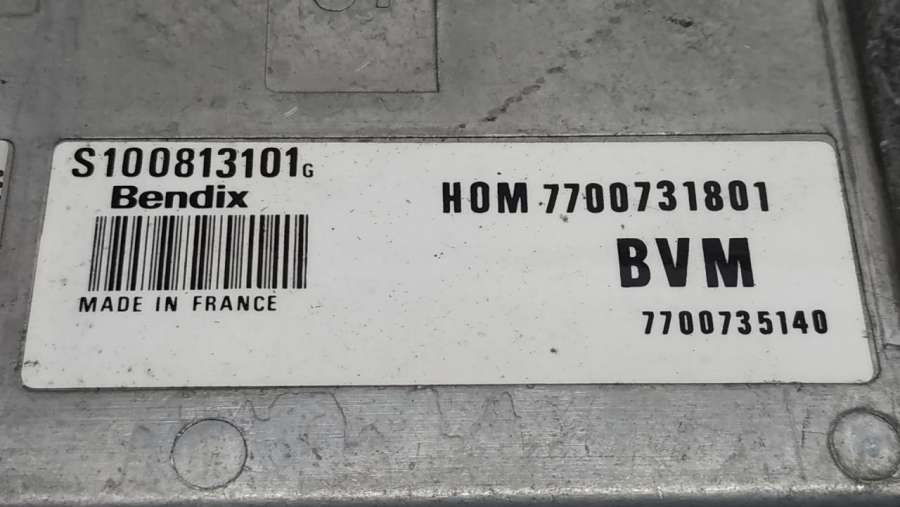 S100813101G
Bendix
MADE IN FRANCE
HOM 7700731801
BVM
7700735140